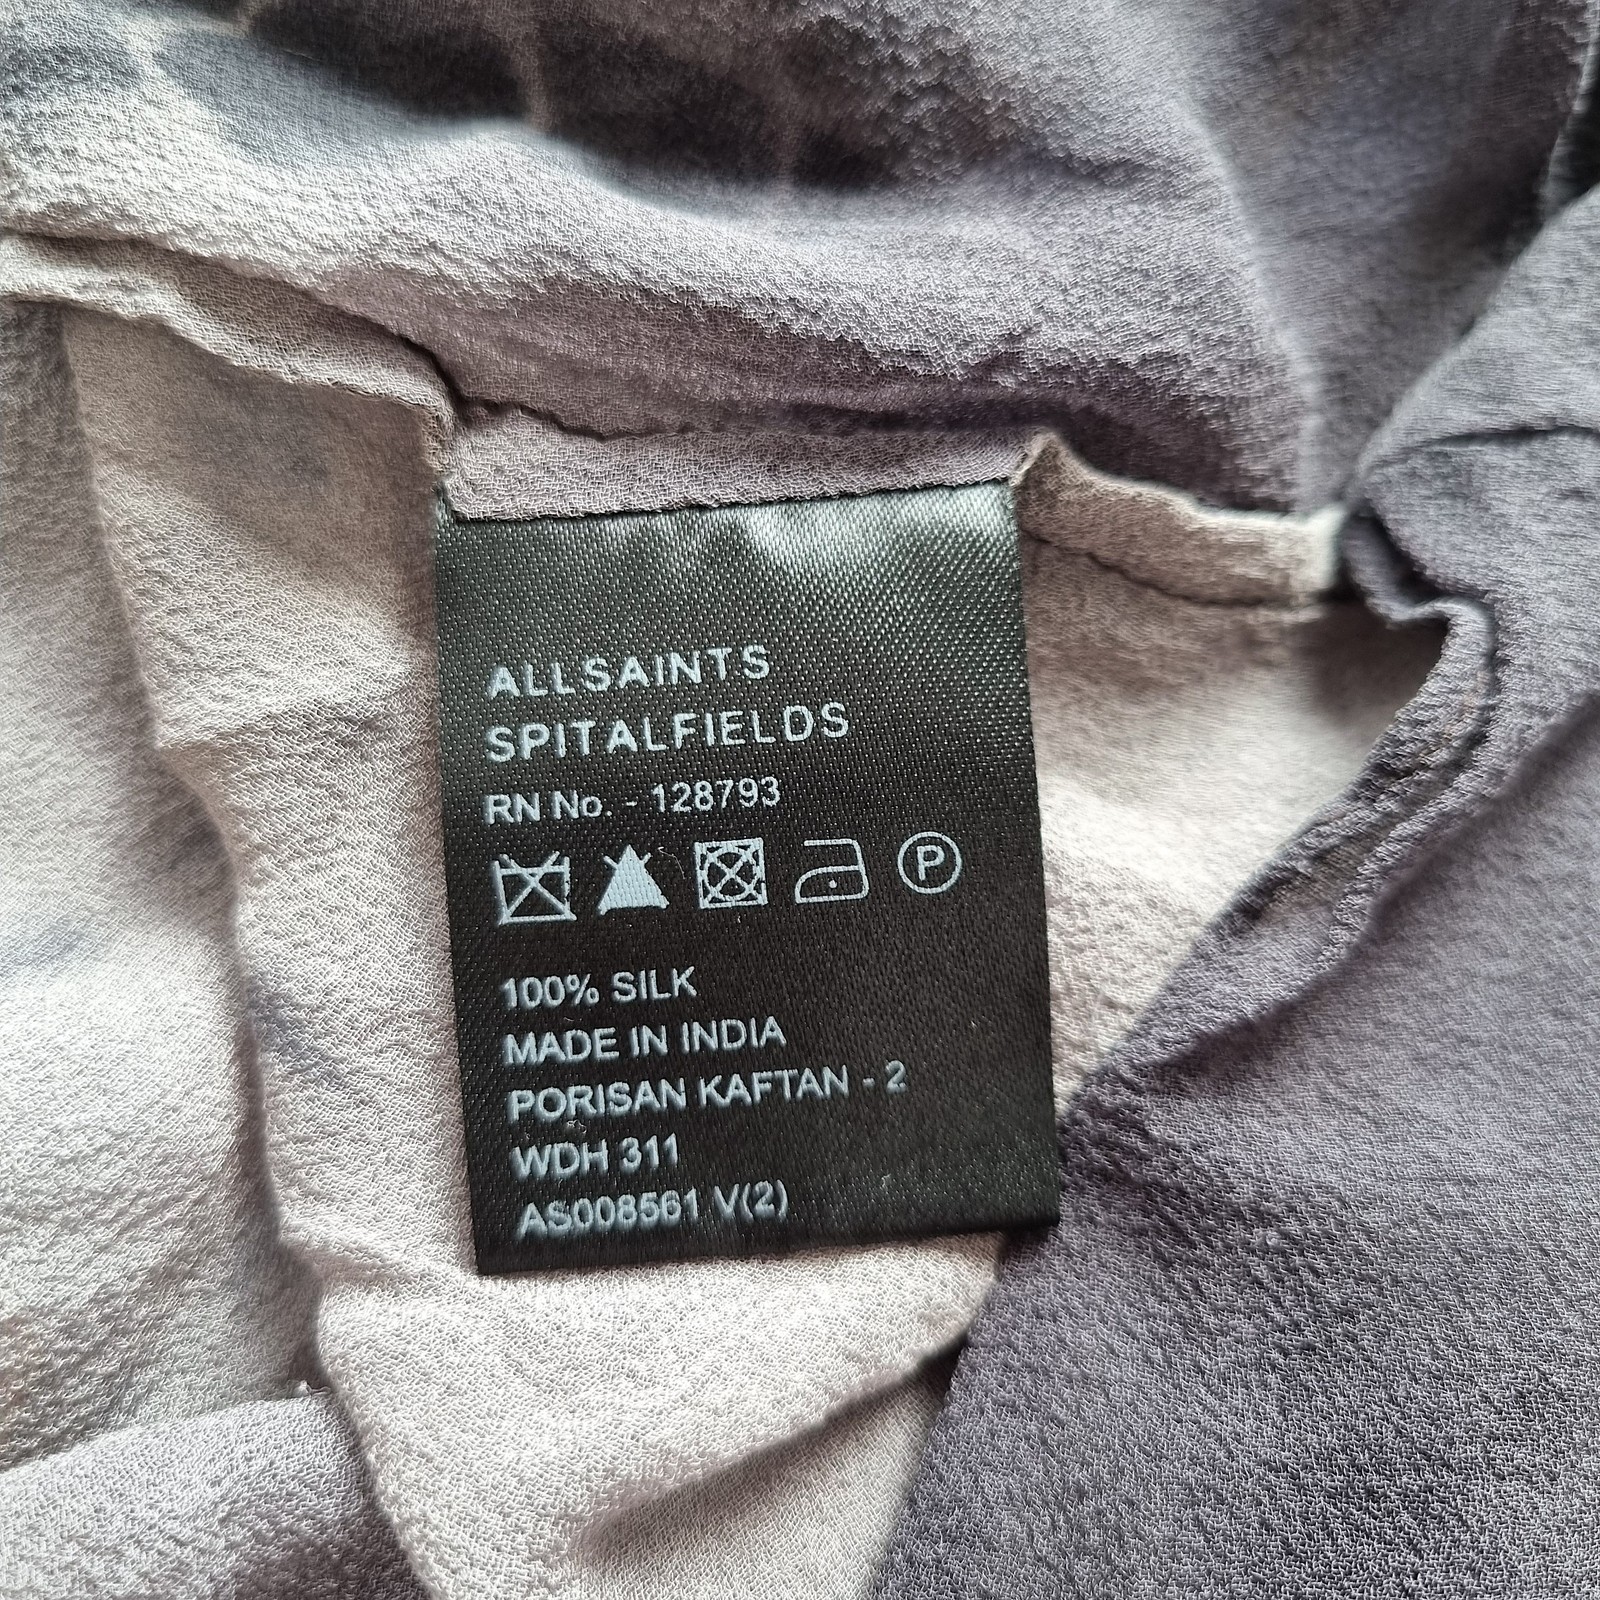 ALLSAINTS
SPITALFIELDS
RN No. - 128793
P
100% SILK
MADE IN INDIA
PORISAN KAFTAN - 2
WDH 311
AS008561 V(2)